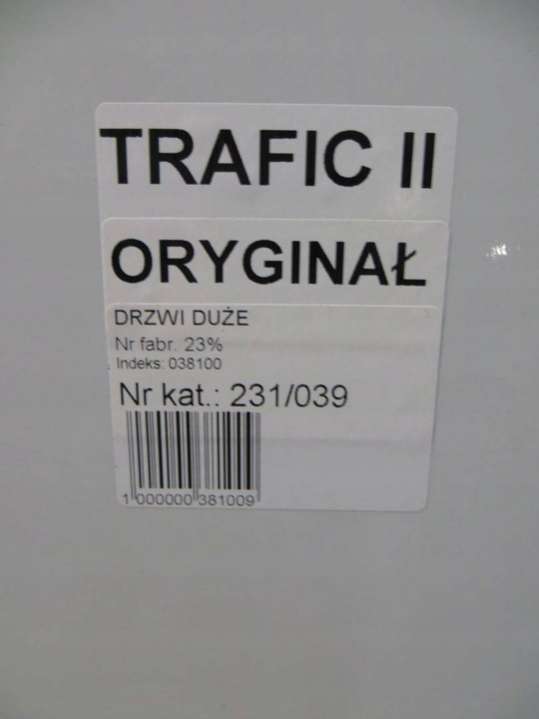 TRAFIC II
ORYGINAŁ
DRZWI DUŻE
Nr fabr. 23%
Indeks: 038100
Nr kat.: 231/039
1 000000 381009